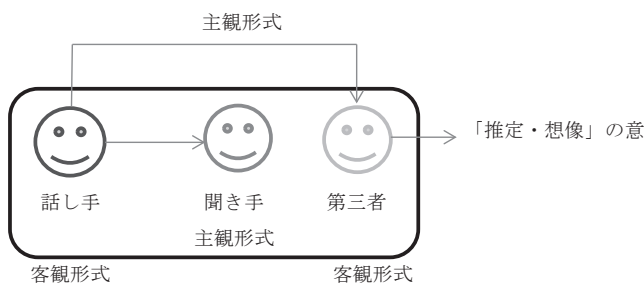 主観形式
「推定・想像」の意
話し手
聞き手
第三者
主観形式
客観形式
客観形式